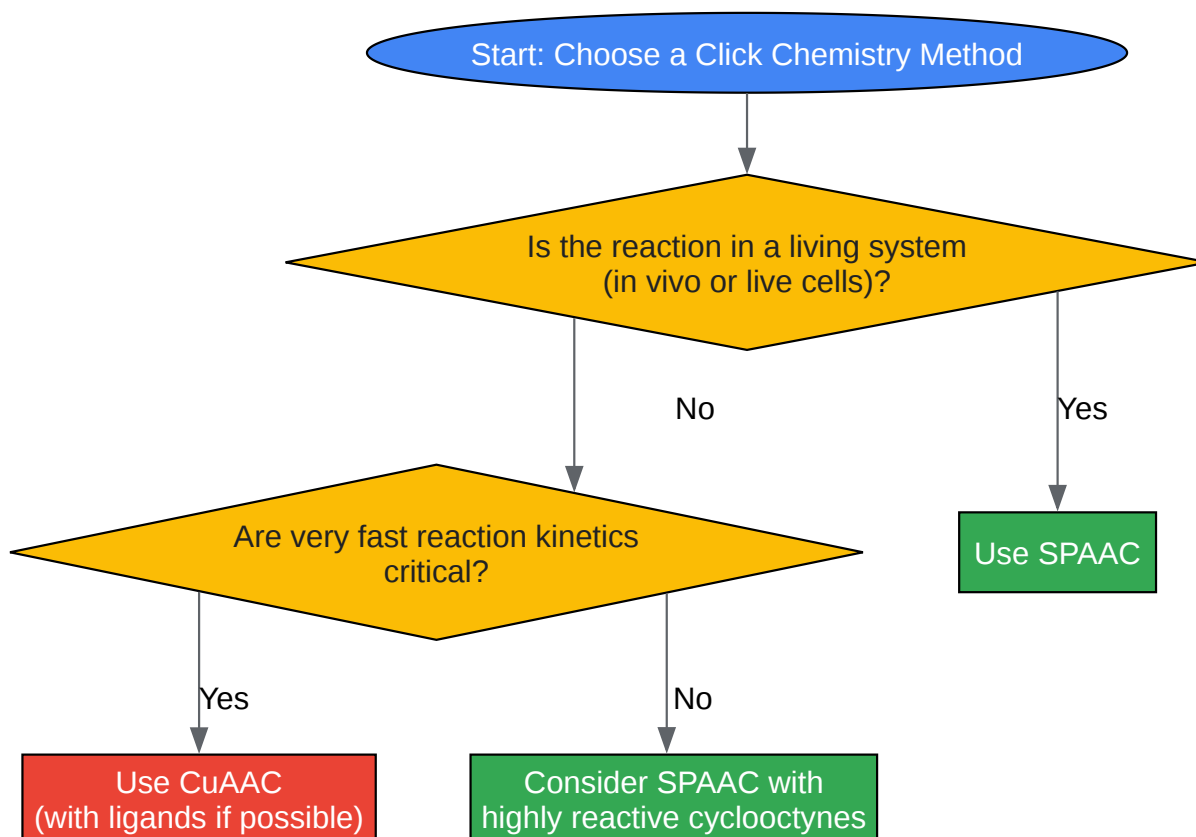 Start: Choose a Click Chemistry Method
Is the reaction in a living system
(in vivo or live cells)?
No
Yes
Are very fast reaction kinetics
critical?
Use SPAAC
Yes
No
Use CuAAC
(with ligands if possible)
Consider SPAAC with
highly reactive cyclooctynes